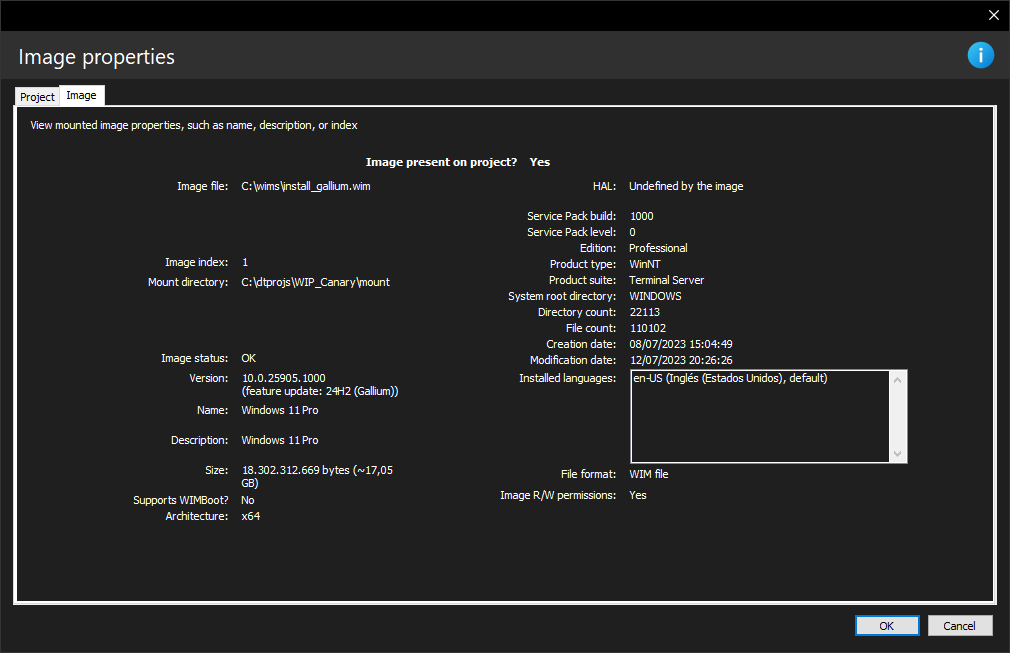 Image properties
i
Project
Image
View mounted image properties, such as name, description, or index
Image present on project? Yes
Image file: C:\wims\install_gallium.wim
Image index: 1
Mount directory: C:\dtprojs\WIP_Canary\mount
Image status: OK
Version: 10.0.25905.1000
(feature update: 24H2 (Gallium))
Name: Windows 11 Pro
Description: Windows 11 Pro
Size: 18.302.312.669 bytes (~17,05
GB)
Supports WIMBoot? No
Architecture: x64
HAL: Undefined by the image
Service Pack build: 1000
Service Pack level: 0
Edition: Professional
Product type: WinNT
Product suite: Terminal Server
System root directory: WINDOWS
Directory count: 22113
File count: 110102
Creation date: 08/07/2023 15:04:49
Modification date: 12/07/2023 20:26:26
Installed languages: en-US (Inglés (Estados Unidos), default)
File format: WIM file
Image R/W permissions: Yes
OK
Cancel